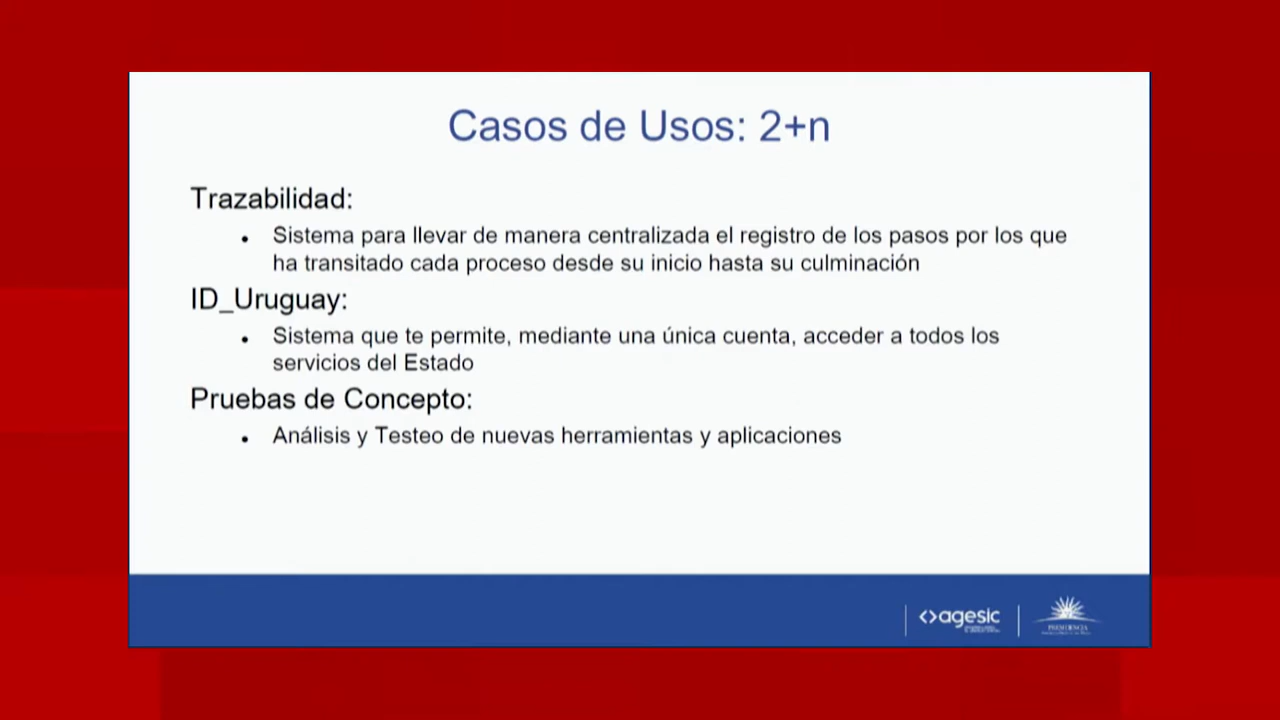 Casos de Usos: 2+n
Trazabilidad:
• Sistema para llevar de manera centralizada el registro de los pasos por los que
ha transitado cada proceso desde su inicio hasta su culminación
ID_Uruguay:
• Sistema que te permite, mediante una única cuenta, acceder a todos los
servicios del Estado
Pruebas de Concepto:
• Análisis y Testeo de nuevas herramientas y aplicaciones
<>agesic
PRESIDENCIA